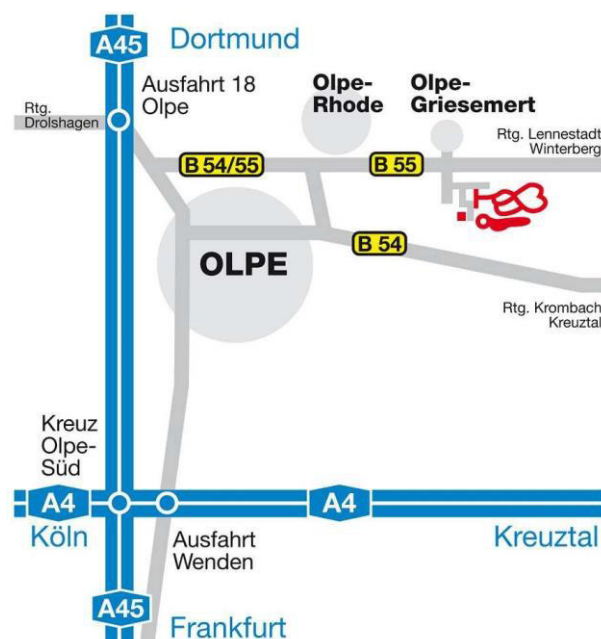 A45
Dortmund
Ausfahrt 18
Olpe
Rtg.
Drolshagen
Olpe-
Rhode
Olpe-
Griesemert
Rtg. Lennestadt
Winterberg
B 54/55
B 55
OLPE
B 54
Rtg. Krombach
Kreuztal
Kreuz
Olpe-
Süd
A4
A4
Köln
Ausfahrt
Wenden
Kreuztal
A45
Frankfurt